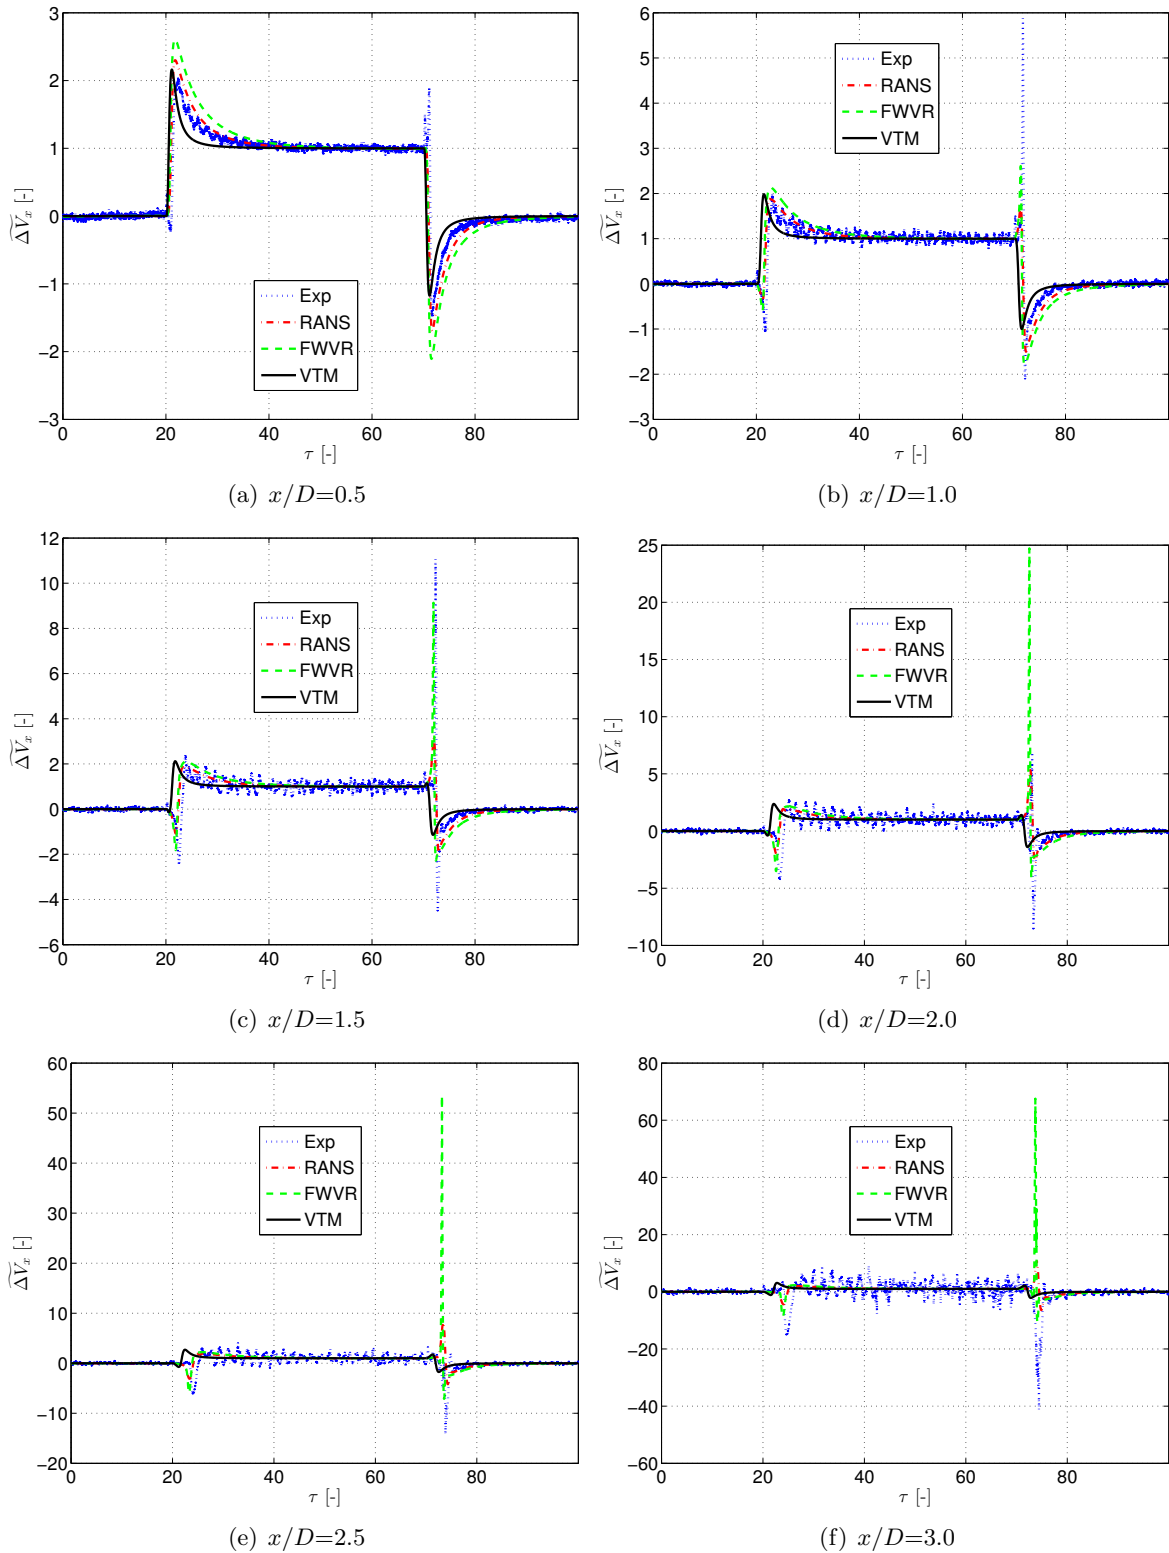 3
2
1
0
−1
−2
−3
0 20 40 60 80
τ [-]
ΔV͂ₓ [-]
Exp
RANS
FWVR
VTM
(a) x/D=0.5
6
5
4
3
2
1
0
−1
−2
−3
0 20 40 60 80
τ [-]
ΔV͂ₓ [-]
Exp
RANS
FWVR
VTM
(b) x/D=1.0
12
10
8
6
4
2
0
−2
−4
−6
0 20 40 60 80
τ [-]
ΔV͂ₓ [-]
Exp
RANS
FWVR
VTM
(c) x/D=1.5
25
20
15
10
5
0
−5
−10
0 20 40 60 80
τ [-]
ΔV͂ₓ [-]
Exp
RANS
FWVR
VTM
(d) x/D=2.0
60
50
40
30
20
10
0
−10
−20
0 20 40 60 80
τ [-]
ΔV͂ₓ [-]
Exp
RANS
FWVR
VTM
(e) x/D=2.5
80
60
40
20
0
−20
−40
−60
0 20 40 60 80
τ [-]
ΔV͂ₓ [-]
Exp
RANS
FWVR
VTM
(f) x/D=3.0